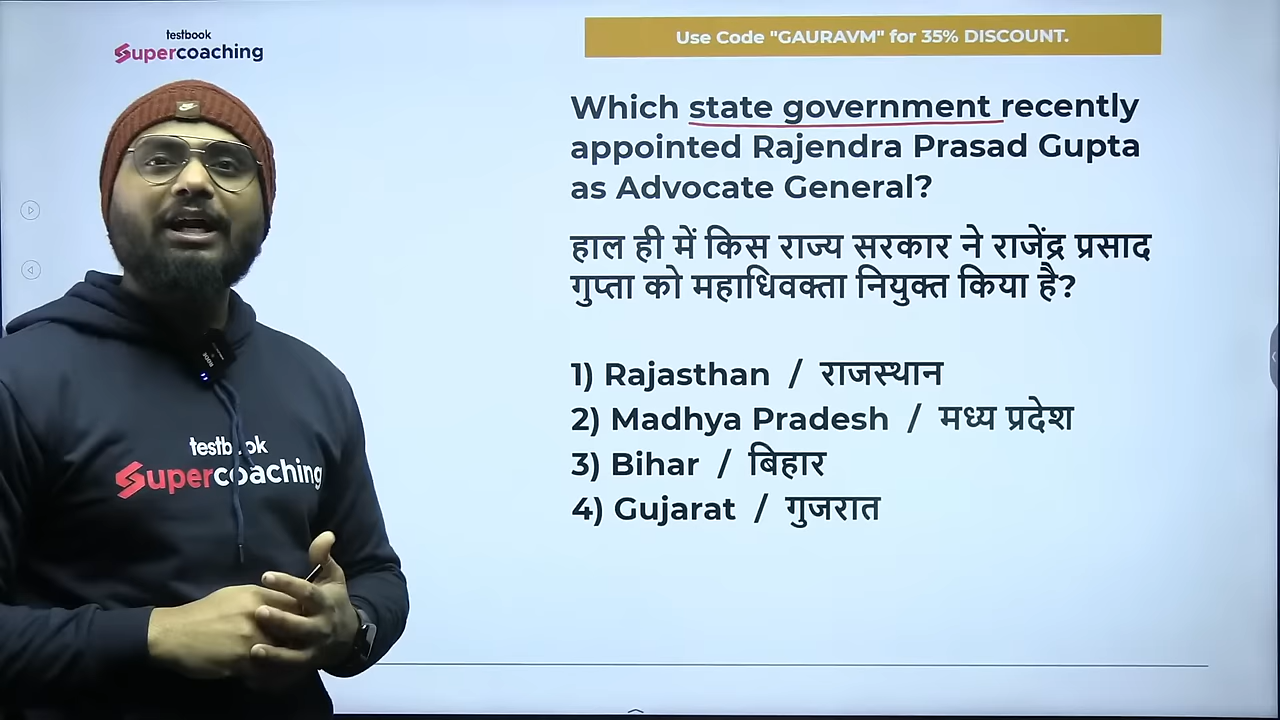 testbook
Supercoaching
Use Code "GAURAVM" for 35% DISCOUNT.
Which state government recently
appointed Rajendra Prasad Gupta
as Advocate General?
हाल ही में किस राज्य सरकार ने राजेंद्र प्रसाद
गुप्ता को महाधिवक्ता नियुक्त किया है?
1) Rajasthan / राजस्थान
2) Madhya Pradesh / मध्य प्रदेश
3) Bihar / बिहार
4) Gujarat / गुजरात
RODE
testbook
Supercoaching